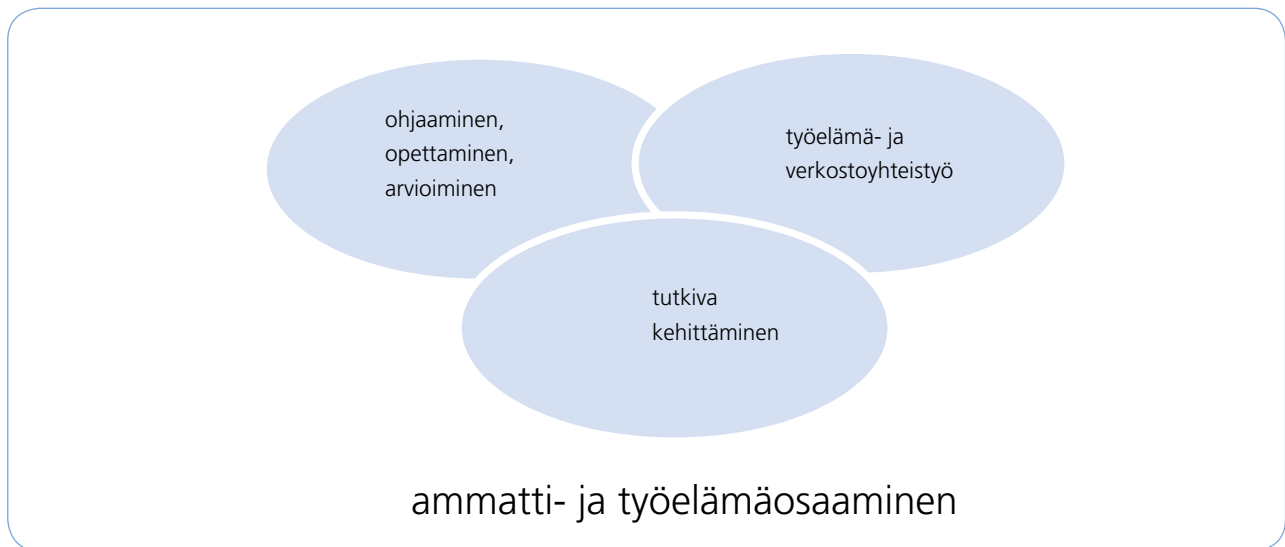 ohjaaminen,
opettaminen,
arvioiminen
työelämä- ja
verkostoyhteistyö
tutkiva
kehittäminen
ammatti- ja työelämäosaaminen